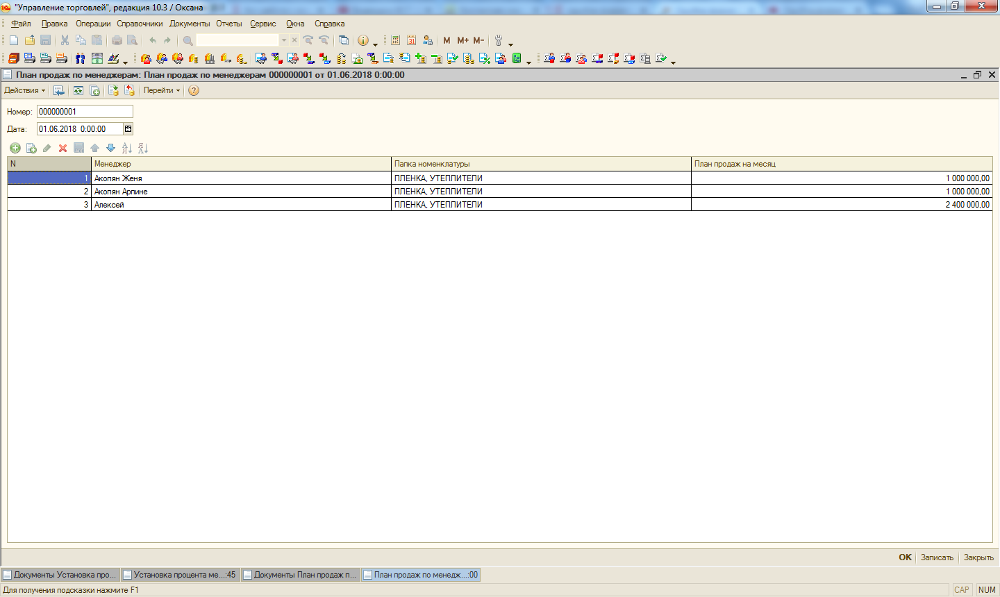 "Управление торговлей", редакция 10.3 / Оксана
Файл Правка Операции Справочники Документы Отчеты Сервис Окна Справка
M M+ M-
План продаж по менеджерам: План продаж по менеджерам 000000001 от 01.06.2018 0:00:00
Действия Перейти
Номер: 000000001
Дата: 01.06.2018 0:00:00
N Менеджер Папка номенклатуры План продаж на месяц
1 Акопян Женя ПЛЕНКА, УТЕПЛИТЕЛИ 1 000 000,00
2 Акопян Арпине ПЛЕНКА, УТЕПЛИТЕЛИ 1 000 000,00
3 Алексей ПЛЕНКА, УТЕПЛИТЕЛИ 2 400 000,00
OK Записать Закрыть
Документы Установка про... Установка процента ме...:45 Документы План продаж п... План продаж по менедж...:00
Для получения подсказки нажмите F1 CAP NUM